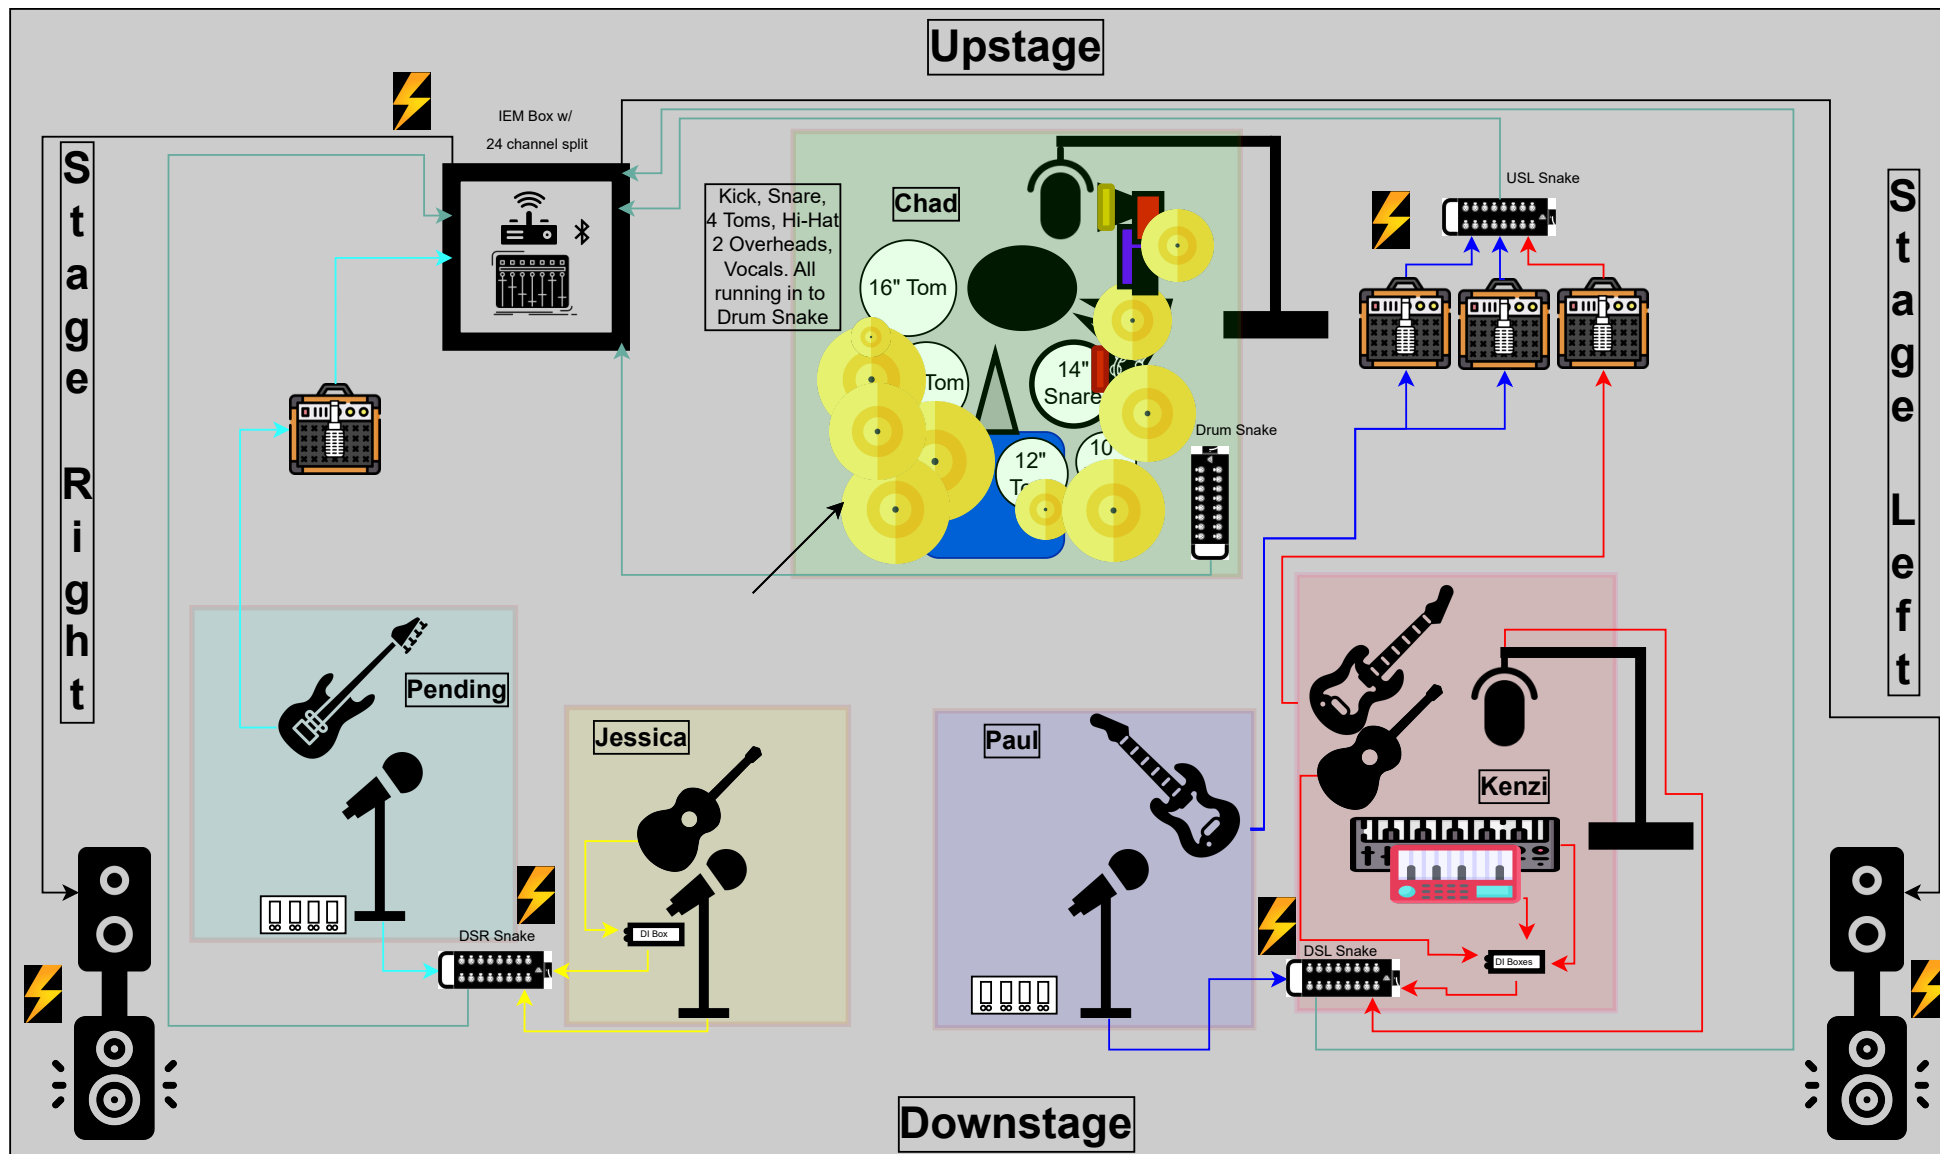 Upstage
IEM Box w/
24 channel split
Stage Right
Stage Left
Kick, Snare,
4 Toms, Hi-Hat
2 Overheads,
Vocals. All
running in to
Drum Snake
Chad
USL Snake
16" Tom
Tom
14"
Snare
Drum Snake
12"
10
Pending
Jessica
Paul
Kenzi
DI Box
DSR Snake
DSL Snake
DI Boxes
Downstage